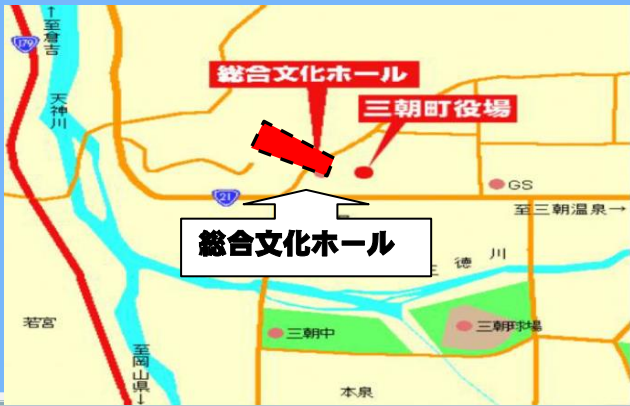 ↑至倉吉
179
天神川
総合文化ホール
三朝町役場
21
GS
至三朝温泉→
総合文化ホール
徳川
若宮
三朝中
三朝球場
至岡山県↓
本泉